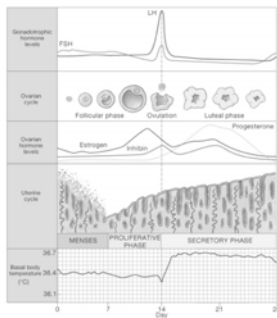 LH
Gonadotrophic
hormone
levels
FSH
Ovarian
cycle
Follicular phase
Ovulation
Luteal phase
Progesterone
Ovarian
hormone
levels
Estrogen
Inhibin
Uterine
cycle
MENSES
PROLIFERATIVE
PHASE
SECRETORY PHASE
Basal body
temperature
(°C)
36.7
36.4
36.1
0
7
14
21
Day